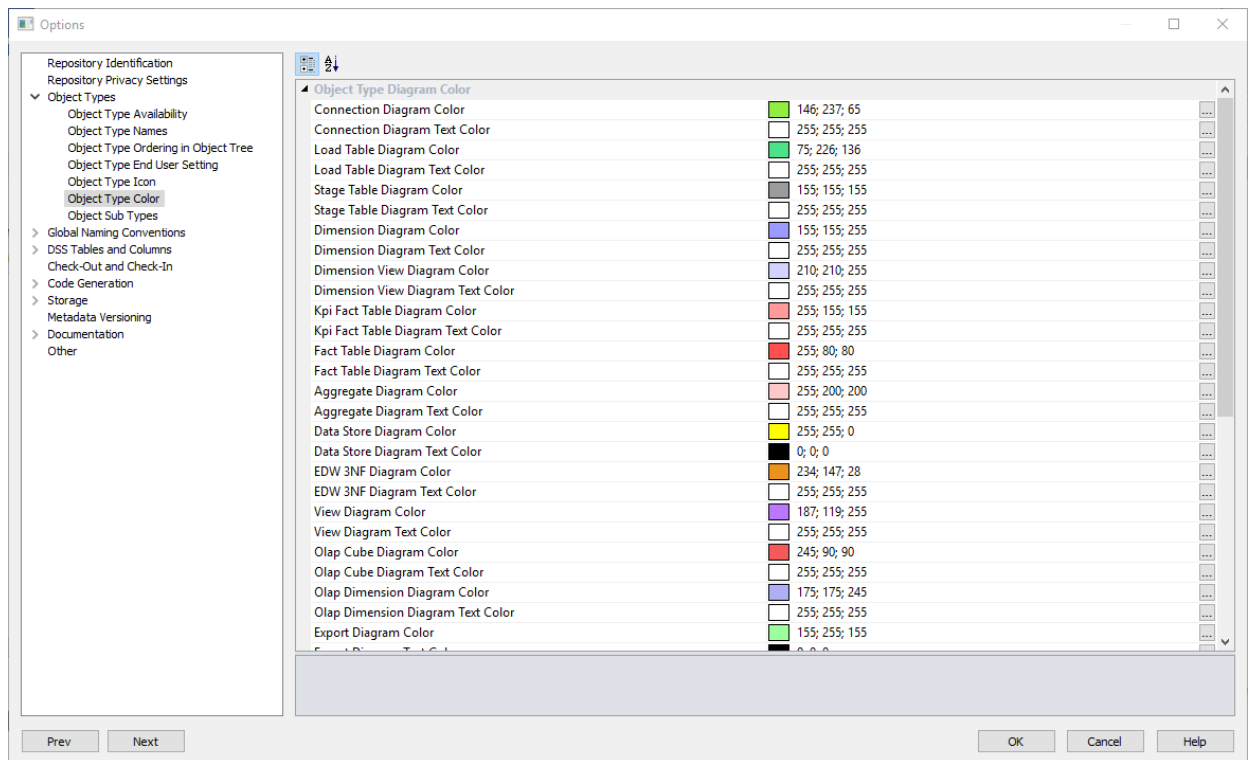 Options
Repository Identification
Repository Privacy Settings
Object Types
Object Type Availability
Object Type Names
Object Type Ordering in Object Tree
Object Type End User Setting
Object Type Icon
Object Type Color
Object Sub Types
Global Naming Conventions
DSS Tables and Columns
Check-Out and Check-In
Code Generation
Storage
Metadata Versioning
Documentation
Other
Object Type Diagram Color
Connection Diagram Color 146; 237; 65 ...
Connection Diagram Text Color 255; 255; 255 ...
Load Table Diagram Color 75; 226; 136 ...
Load Table Diagram Text Color 255; 255; 255 ...
Stage Table Diagram Color 155; 155; 155 ...
Stage Table Diagram Text Color 255; 255; 255 ...
Dimension Diagram Color 155; 155; 255 ...
Dimension Diagram Text Color 255; 255; 255 ...
Dimension View Diagram Color 210; 210; 255 ...
Dimension View Diagram Text Color 255; 255; 255 ...
Kpi Fact Table Diagram Color 255; 155; 155 ...
Kpi Fact Table Diagram Text Color 255; 255; 255 ...
Fact Table Diagram Color 255; 80; 80 ...
Fact Table Diagram Text Color 255; 255; 255 ...
Aggregate Diagram Color 255; 200; 200 ...
Aggregate Diagram Text Color 255; 255; 255 ...
Data Store Diagram Color 255; 255; 0 ...
Data Store Diagram Text Color 0; 0; 0 ...
EDW 3NF Diagram Color 234; 147; 28 ...
EDW 3NF Diagram Text Color 255; 255; 255 ...
View Diagram Color 187; 119; 255 ...
View Diagram Text Color 255; 255; 255 ...
Olap Cube Diagram Color 245; 90; 90 ...
Olap Cube Diagram Text Color 255; 255; 255 ...
Olap Dimension Diagram Color 175; 175; 245 ...
Olap Dimension Diagram Text Color 255; 255; 255 ...
Export Diagram Color 155; 255; 155 ...
Prev Next OK Cancel Help